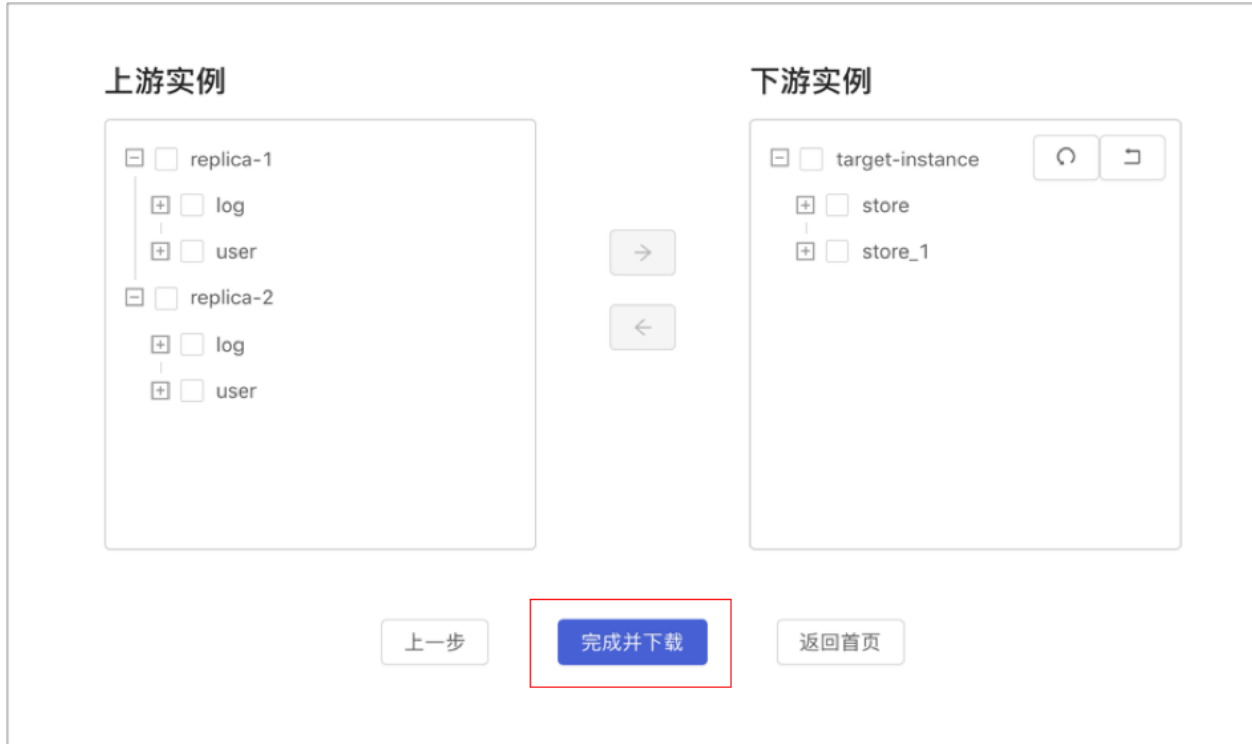 上游实例
下游实例
replica-1
log
user
replica-2
log
user
target-instance
store
store_1
上一步
完成并下载
返回首页